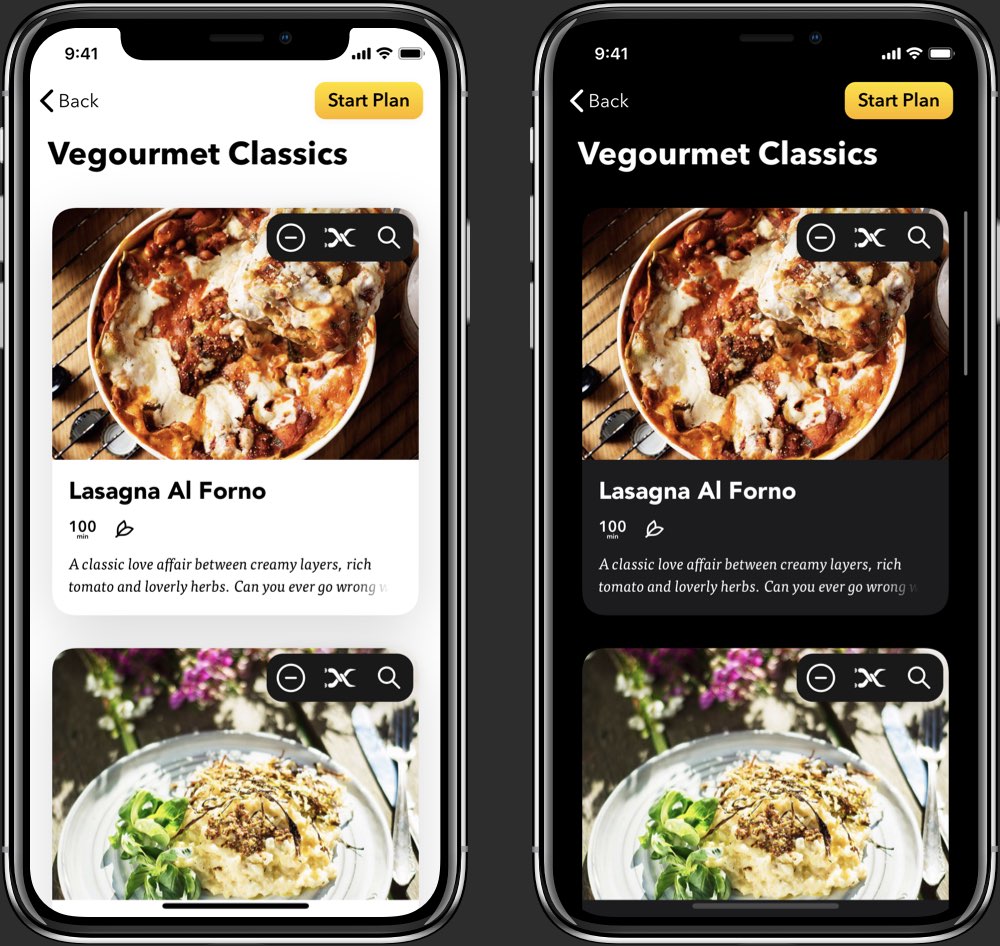 9:41
Back
Start Plan
Vegourmet Classics
Lasagna Al Forno
100
min
A classic love affair between creamy layers, rich
tomato and loverly herbs. Can you ever go wrong w
9:41
Back
Start Plan
Vegourmet Classics
Lasagna Al Forno
100
min
A classic love affair between creamy layers, rich
tomato and loverly herbs. Can you ever go wrong w